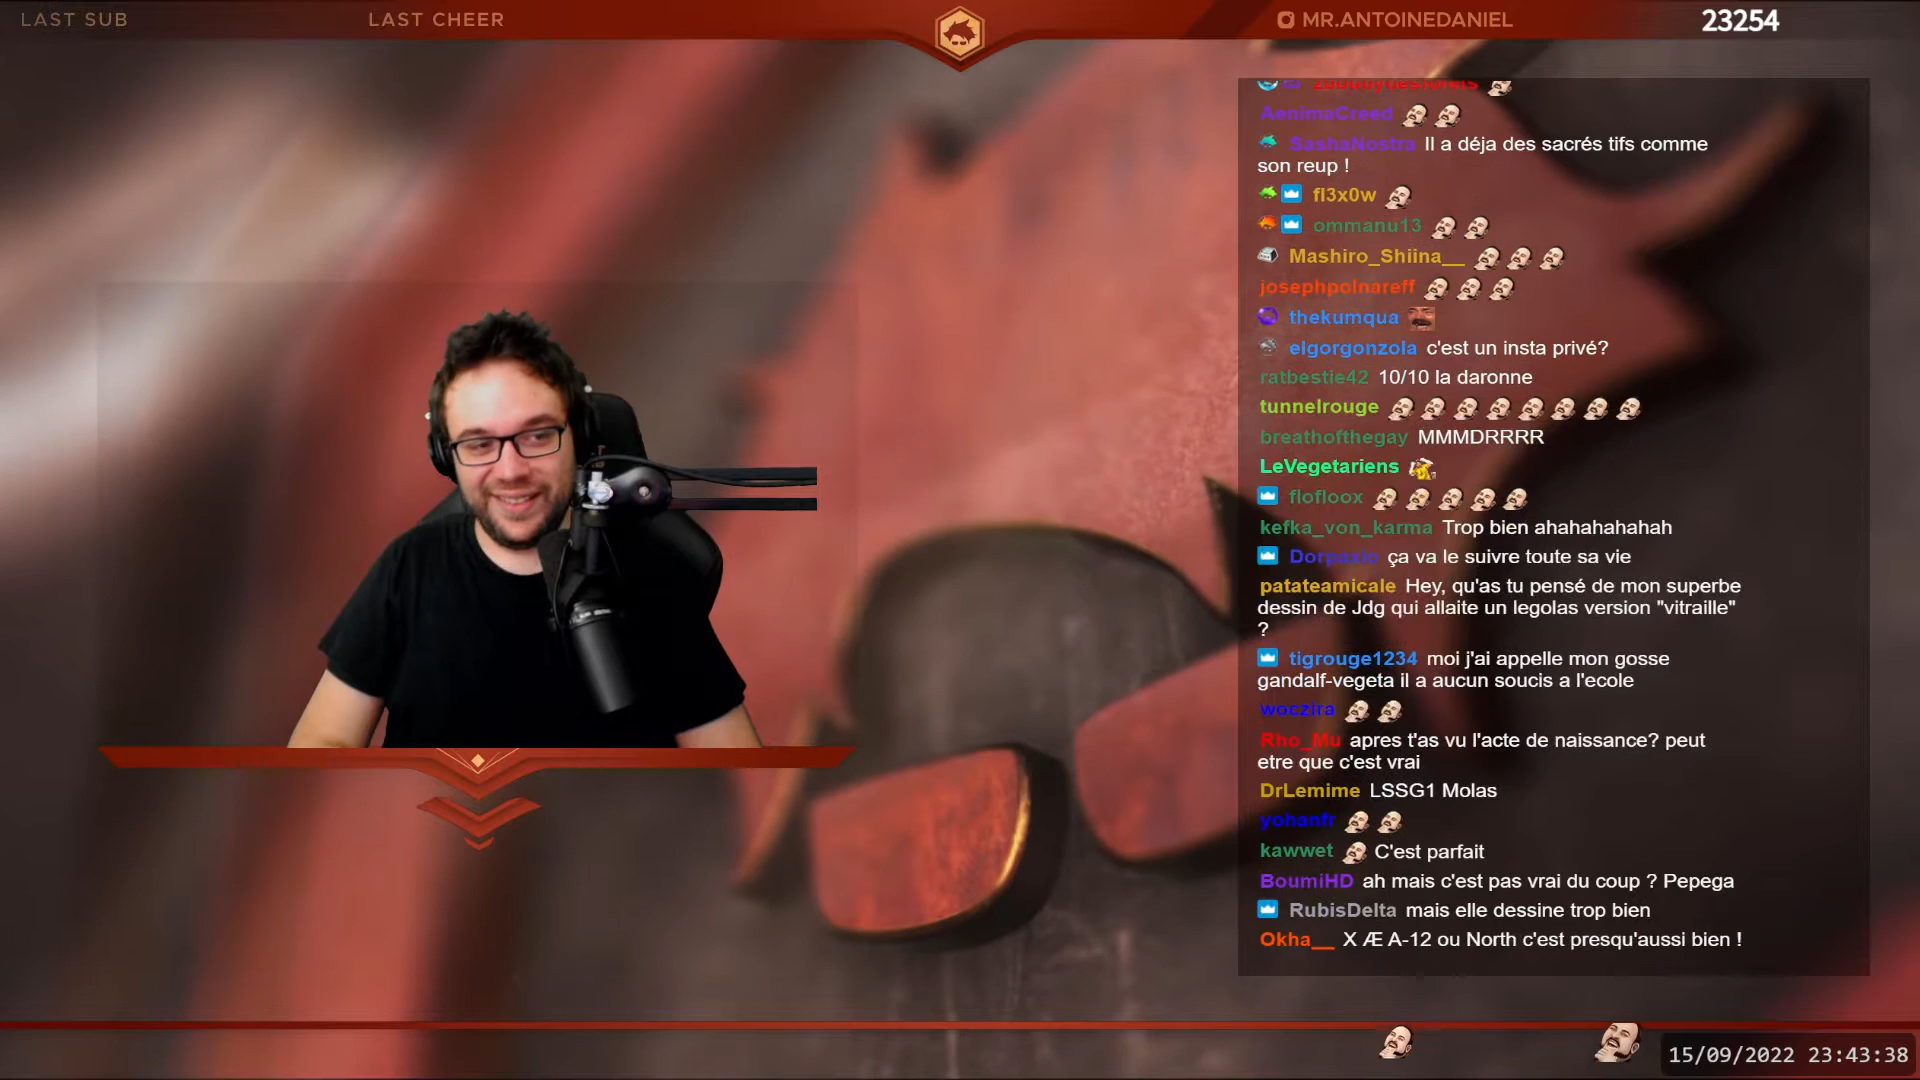 LAST SUB
LAST CHEER
MR.ANTOINEDANIEL
23254
AenimaCreed
SashaNostra Il a déja des sacrés tifs comme
son reup !
fl3x0w
ommanu13
Mashiro_Shiina__
josephpolnareff
thekumqua
elgorgonzola c'est un insta privé?
ratbestie42 10/10 la daronne
tunnelrouge
breathofthegay MMMDRRRR
LeVegetariens
flofloox
kefka_von_karma Trop bien ahahahahahah
Dorpaxio ça va le suivre toute sa vie
patateamicale Hey, qu'as tu pensé de mon superbe
dessin de Jdg qui allaite un legolas version "vitraille"
?
tigrouge1234 moi j'ai appelle mon gosse
gandalf-vegeta il a aucun soucis a l'ecole
woczira
Rho_Mu apres t'as vu l'acte de naissance? peut
etre que c'est vrai
DrLemime LSSG1 Molas
yohanfr
kawwet C'est parfait
BoumiHD ah mais c'est pas vrai du coup ? Pepega
RubisDelta mais elle dessine trop bien
Okha__ X Æ A-12 ou North c'est presqu'aussi bien !
15/09/2022 23:43:38